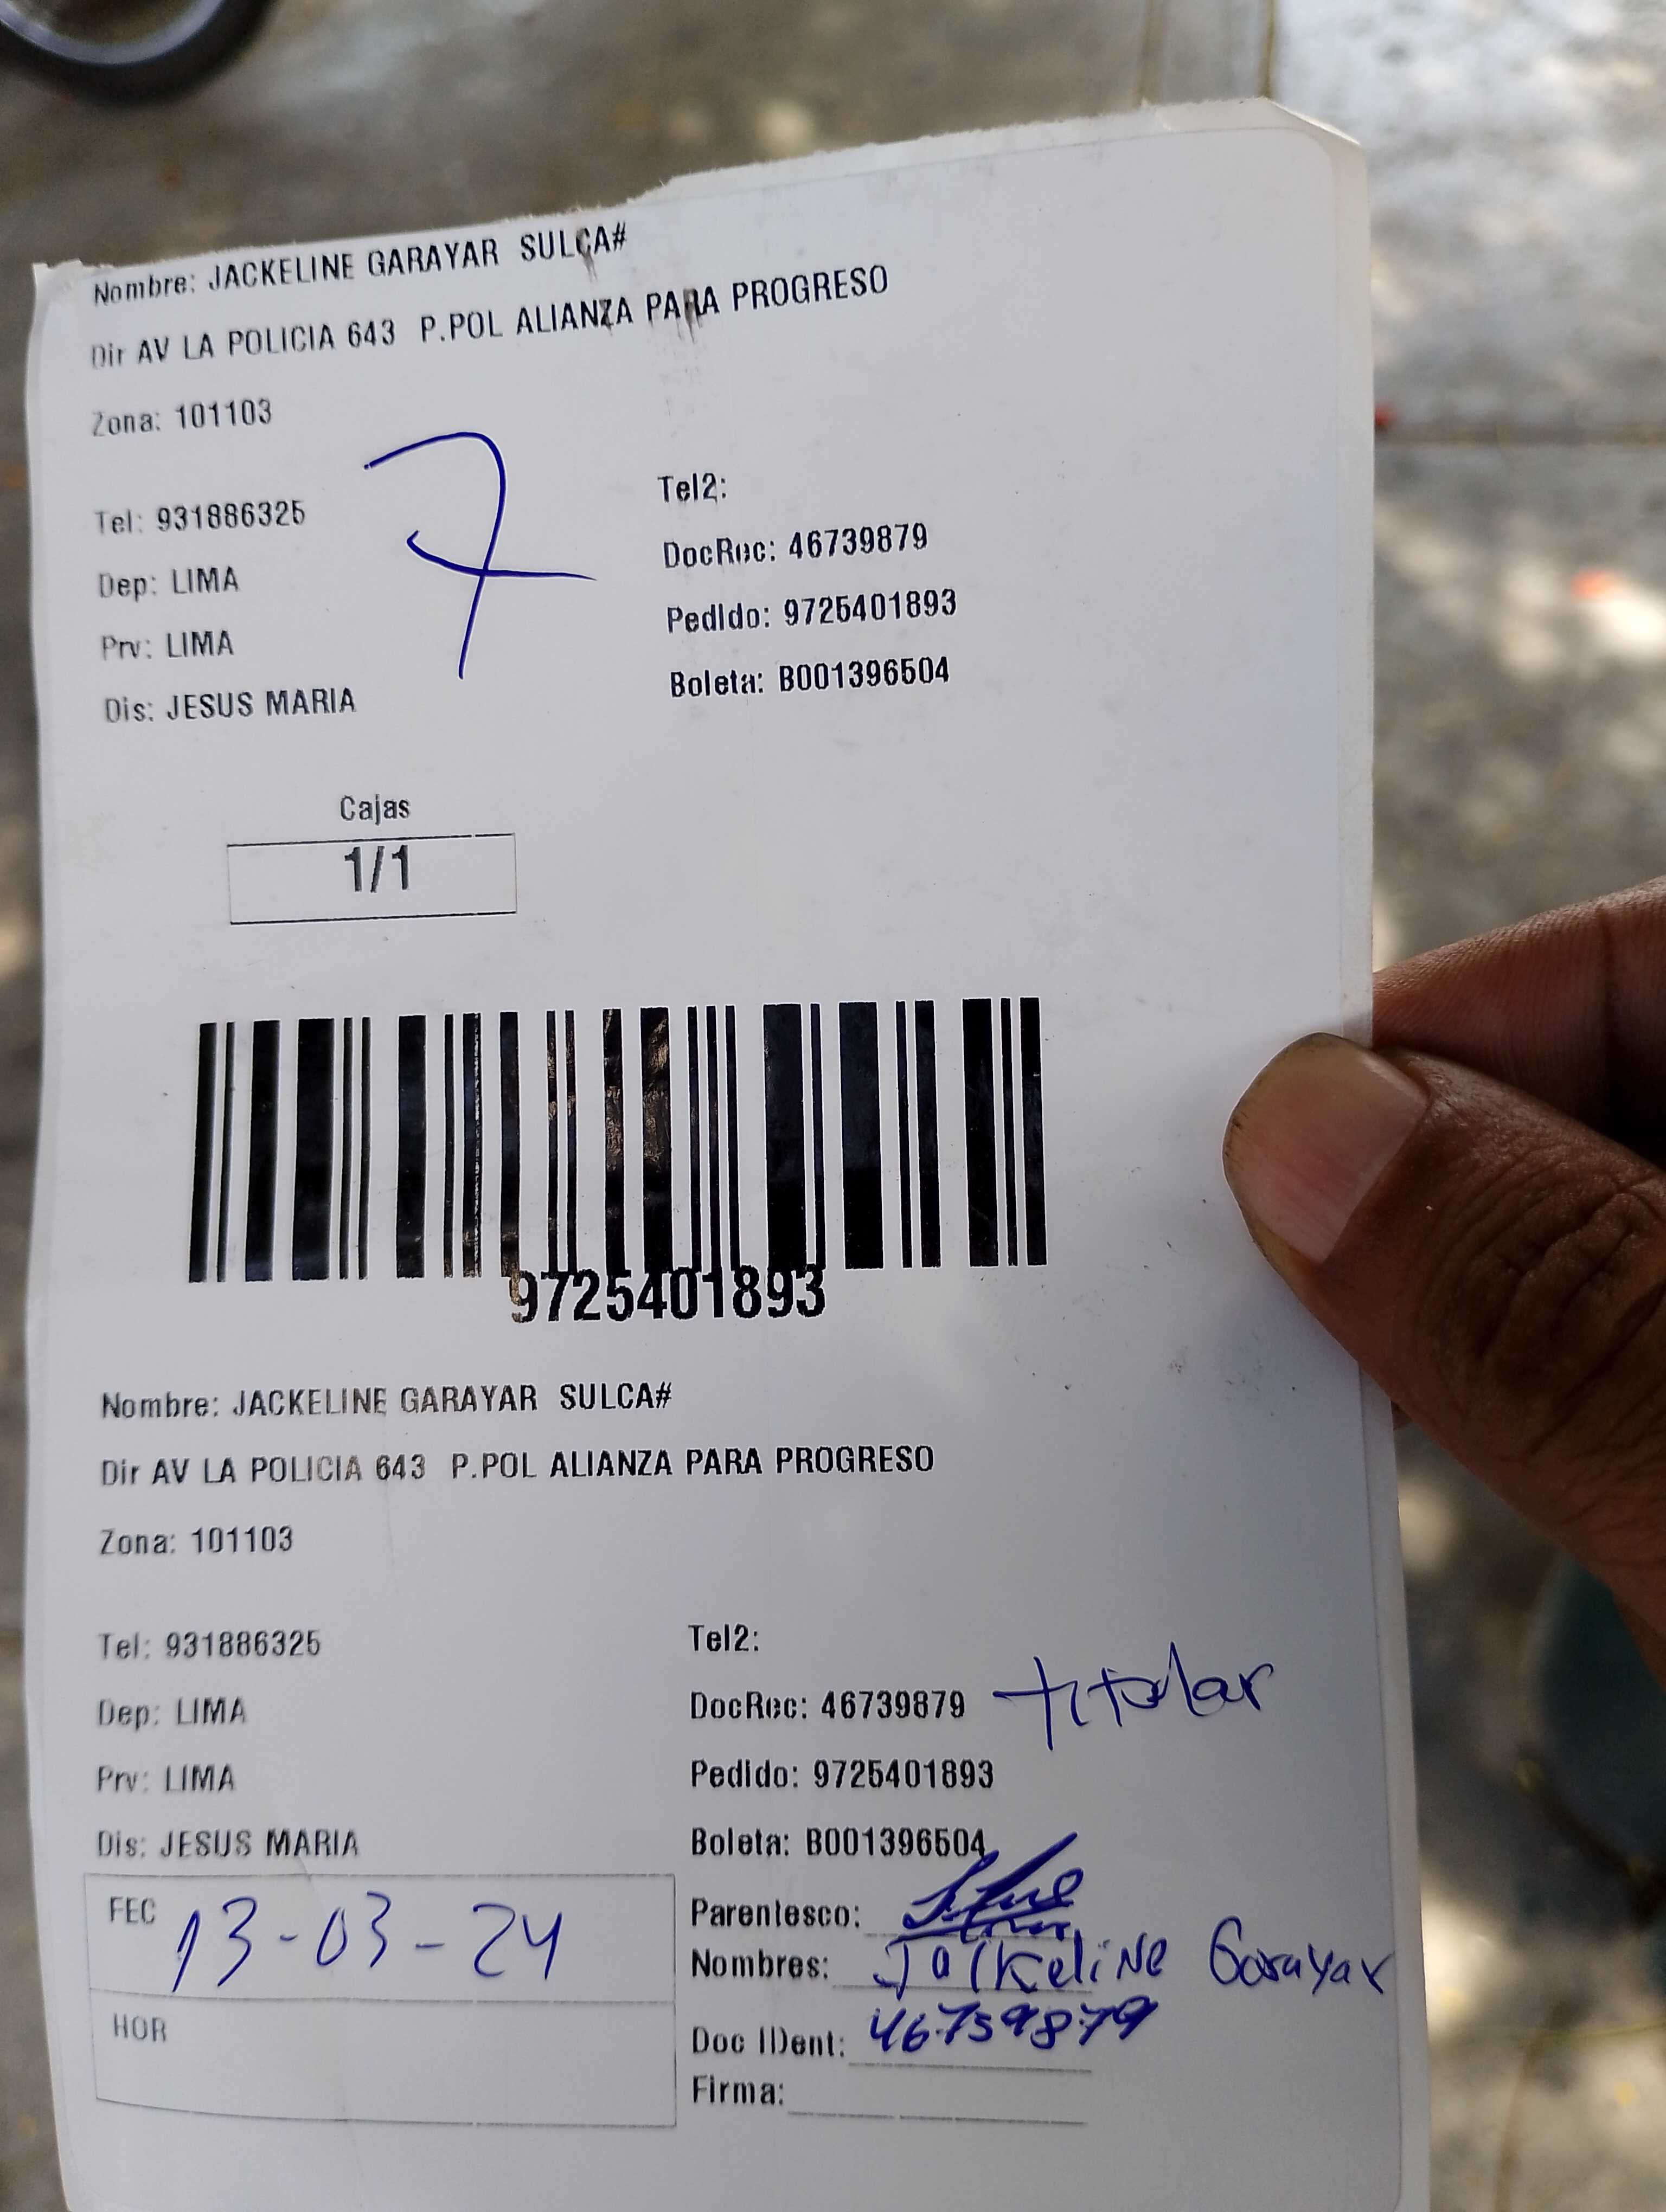 Nombre: JACKELINE GARAYAR SULCA#
Dir AV LA POLICIA 643 P.POL ALIANZA PARA PROGRESO
Zona: 101103
7
Tel: 931886325
Tel2:
Dep: LIMA
DocRec: 46739879
Prv: LIMA
Pedido: 9725401893
Dis: JESUS MARIA
Boleta: B001396504
Cajas
1/1
9725401893
Nombre: JACKELINE GARAYAR SULCA#
Dir AV LA POLICIA 643 P.POL ALIANZA PARA PROGRESO
Zona: 101103
Tel: 931886325
Tel2:
Dep: LIMA
DocRec: 46739879 titular
Prv: LIMA
Pedido: 9725401893
Dis: JESUS MARIA
Boleta: B001396504
FEC 13-03-24
Parentesco:
Nombres: Jackeline Garayar
HOR
Doc IDent: 46739879
Firma: